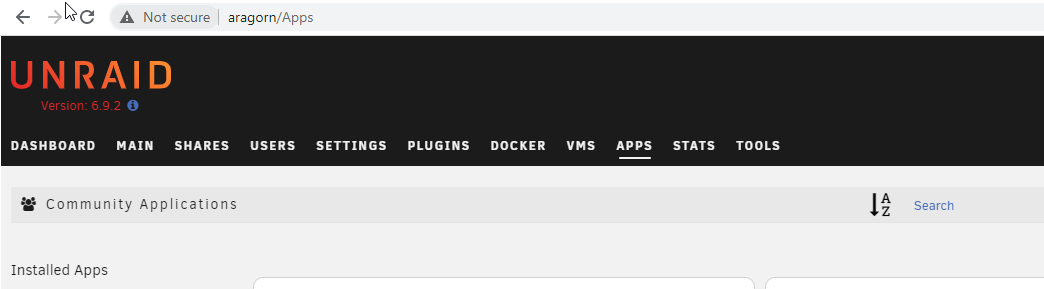 Not secure aragorn/Apps
UNRAID
Version: 6.9.2
DASHBOARD MAIN SHARES USERS SETTINGS PLUGINS DOCKER VMS APPS STATS TOOLS
Community Applications A Z Search
Installed Apps